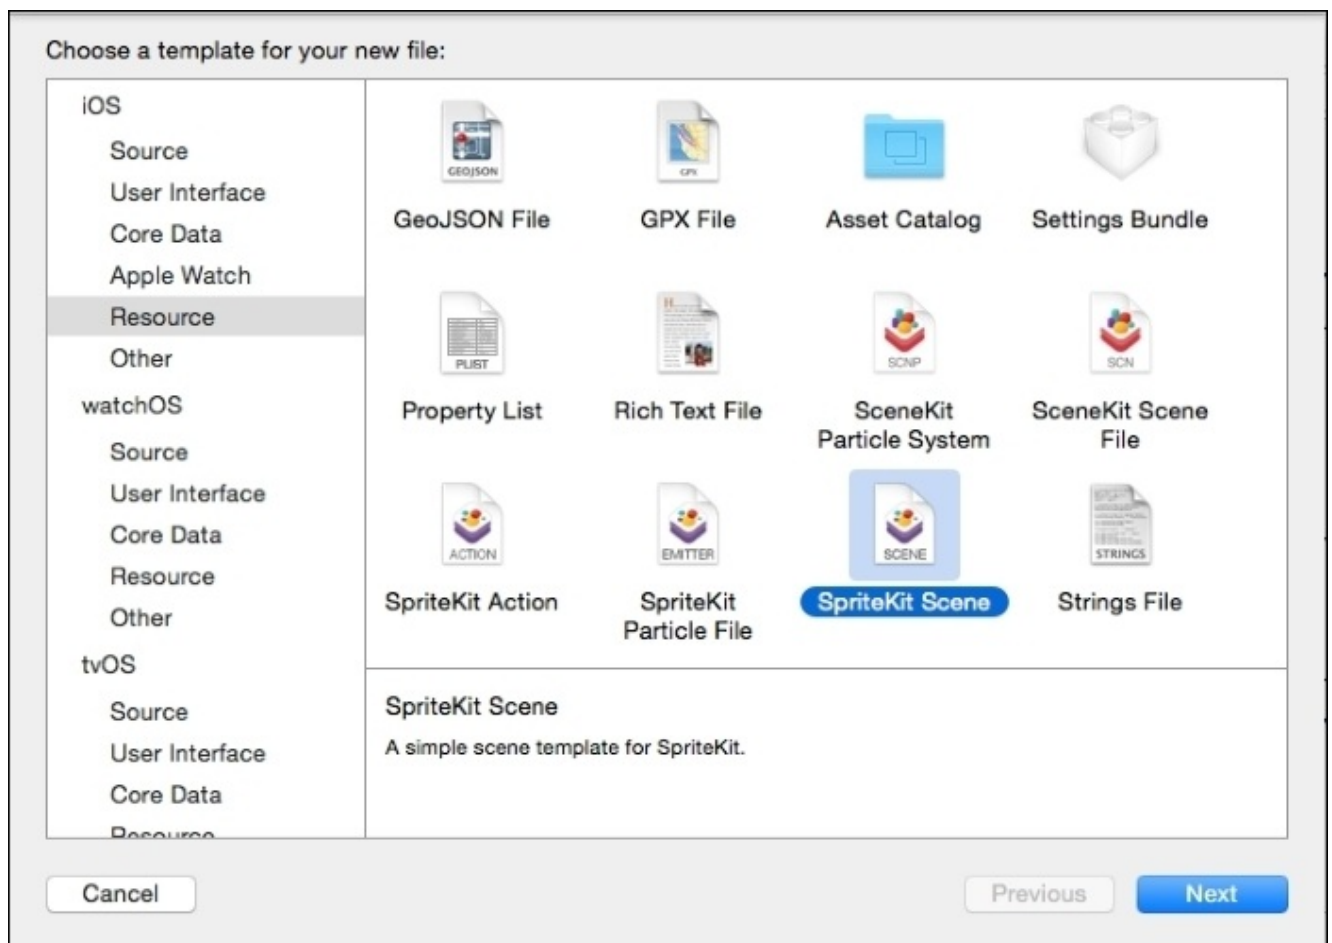 Choose a template for your new file:
iOS
Source
User Interface
Core Data
Apple Watch
Resource
Other
watchOS
Source
User Interface
Core Data
Resource
Other
tvOS
Source
User Interface
Core Data
Resource
GEOJSON
GPX
GeoJSON File
GPX File
Asset Catalog
Settings Bundle
PLIST
SCNP
SCN
Property List
Rich Text File
SceneKit
Particle System
SceneKit Scene
File
ACTION
EMITTER
SCENE
STRINGS
SpriteKit Action
SpriteKit
Particle File
SpriteKit Scene
Strings File
SpriteKit Scene
A simple scene template for SpriteKit.
Cancel
Previous
Next